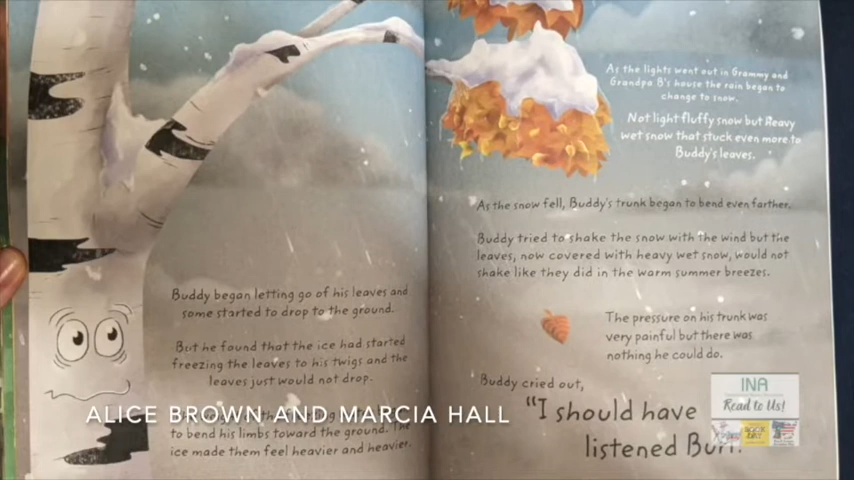 Buddy began letting go of his leaves and
some started to drop to the ground.
But he found that the ice had started
freezing the leaves to his twigs and the
leaves just would not drop.
to bend his limbs toward the ground. The
ice made them feel heavier and heavier.
ALICE BROWN AND MARCIA HALL
As the lights went out in Grammy and
Grandpa B's house the rain began to
change to snow.
Not light fluffy snow but heavy
wet snow that stuck even more to
Buddy's leaves.
As the snow fell, Buddy's trunk began to bend even farther.
Buddy tried to shake the snow with the wind but the
leaves, now covered with heavy wet snow, would not
shake like they did in the warm summer breezes.
The pressure on his trunk was
very painful but there was
nothing he could do.
Buddy cried out,
"I should have
listened Burr!
INA
Read to Us!